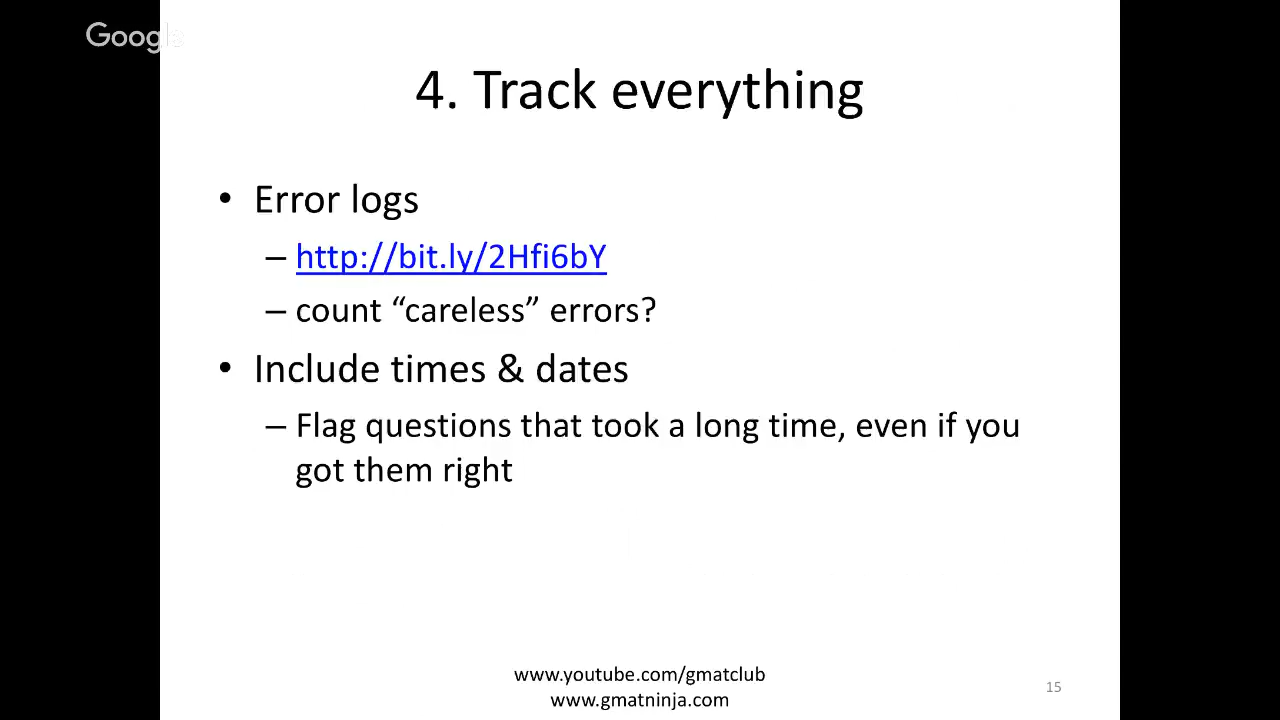 Google
4. Track everything
• Error logs
– http://bit.ly/2Hfi6bY
– count “careless” errors?
• Include times & dates
– Flag questions that took a long time, even if you
got them right
www.youtube.com/gmatclub
www.gmatninja.com
15